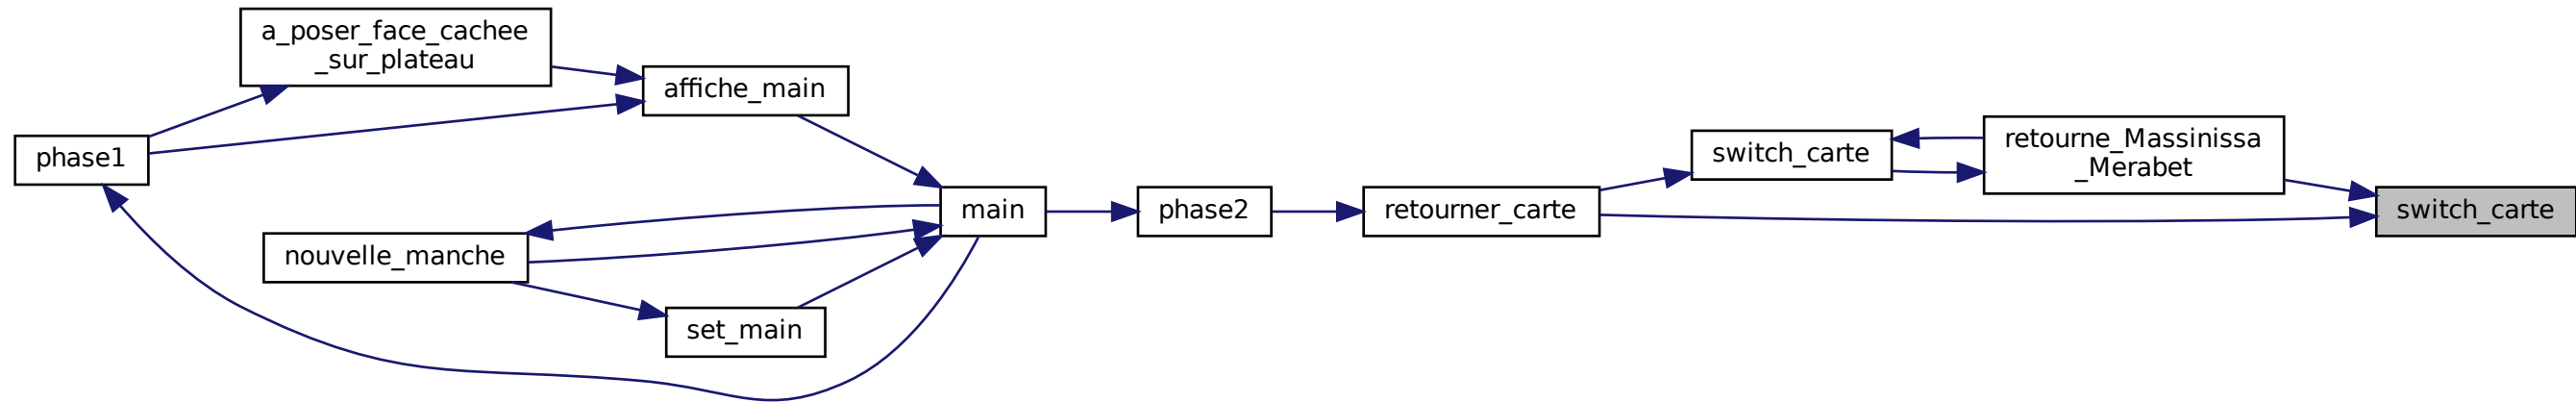 a_poser_face_cachee
_sur_plateau
affiche_main
phase1
switch_carte
retourne_Massinissa
_Merabet
main
phase2
retourner_carte
switch_carte
nouvelle_manche
set_main